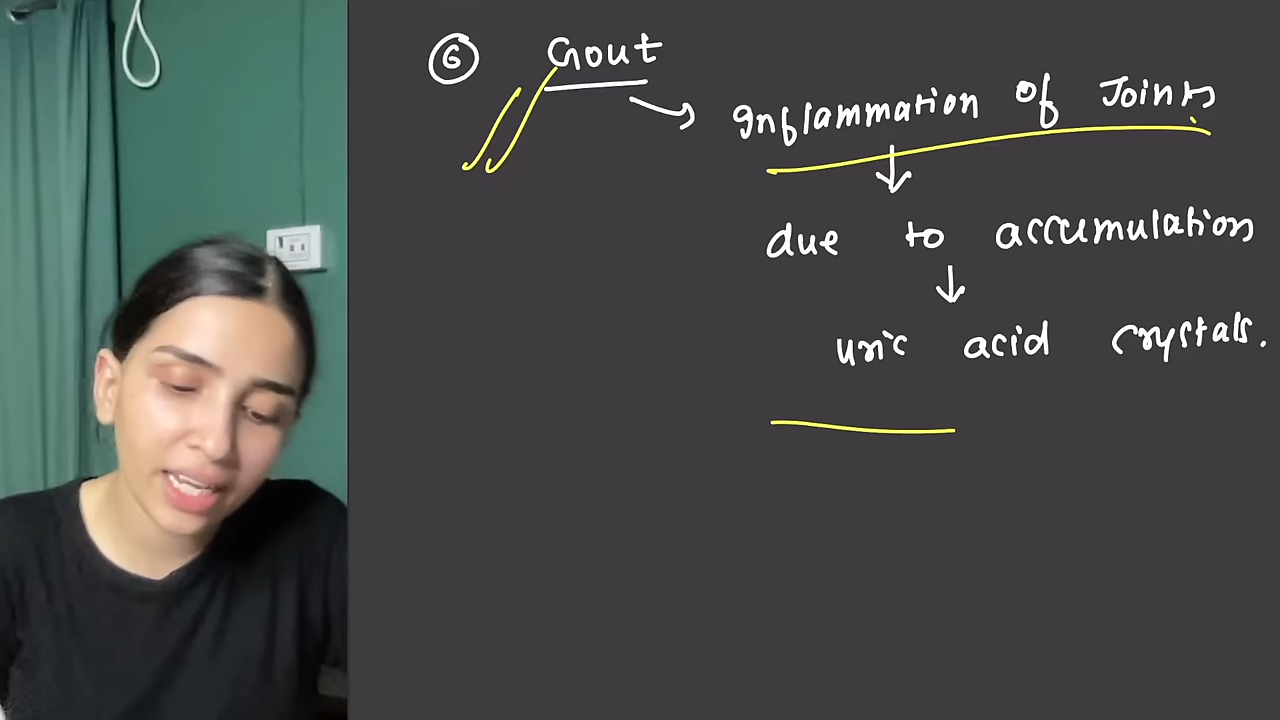 6 Gout
Inflammation of Joints
due to accumulation
uric acid crystals.